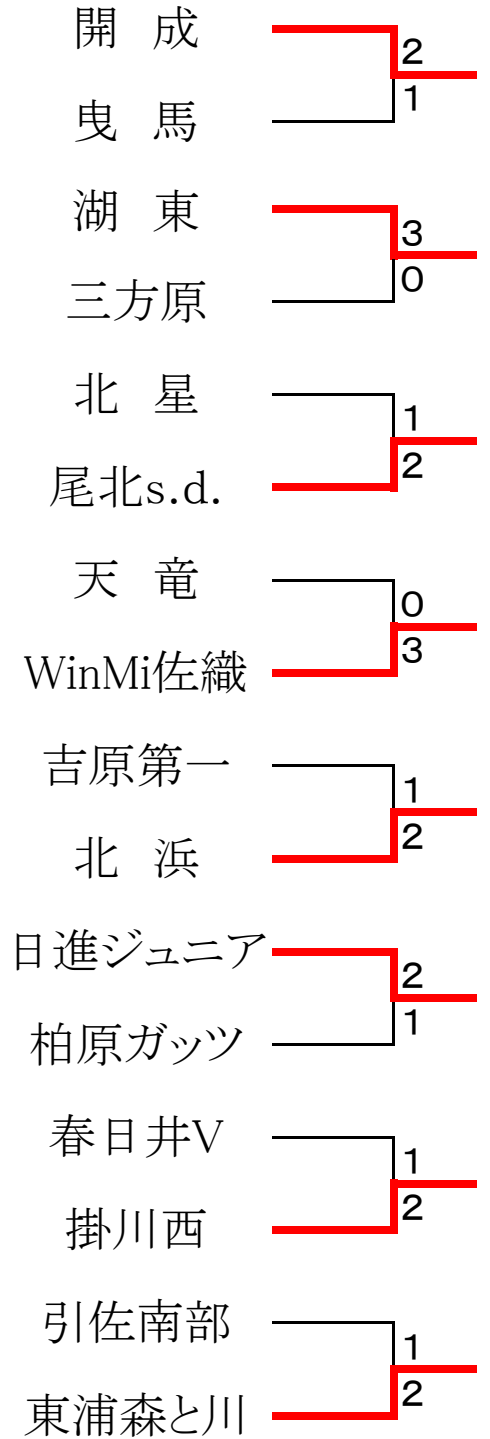 開　成
2
1
曳　馬
湖　東
3
0
三方原
北　星
1
2
尾北s.d.
天　竜
0
3
WinMi佐織
吉原第一
1
2
北　浜
日進ジュニア
2
1
柏原ガッツ
春日井V
1
2
掛川西
引佐南部
1
2
東浦森と川